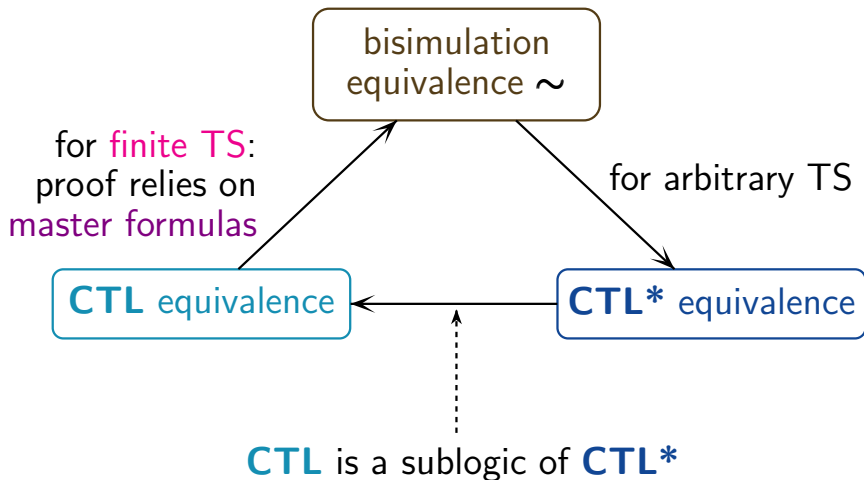 bisimulation
equivalence ∼
for finite TS:
proof relies on
master formulas
for arbitrary TS
CTL equivalence
CTL* equivalence
CTL is a sublogic of CTL*